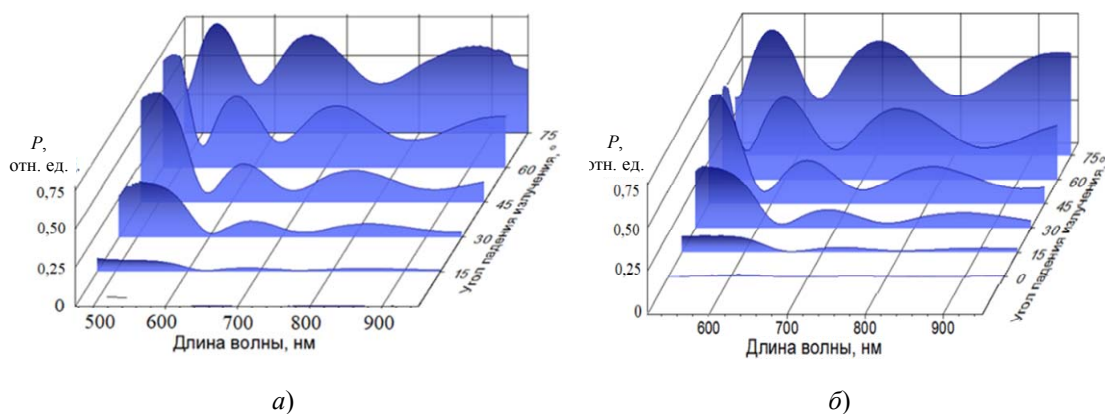 P,
отн. ед.
0,75
0,50
0,25
0
500 600 700 800 900
Длина волны, нм
15 30 45 60 75
Угол падения излучения, °
а)
P,
отн. ед.
0,75
0,50
0,25
0
600 700 800 900
Длина волны, нм
0 15 30 45 60 75
Угол падения излучения, °
б)